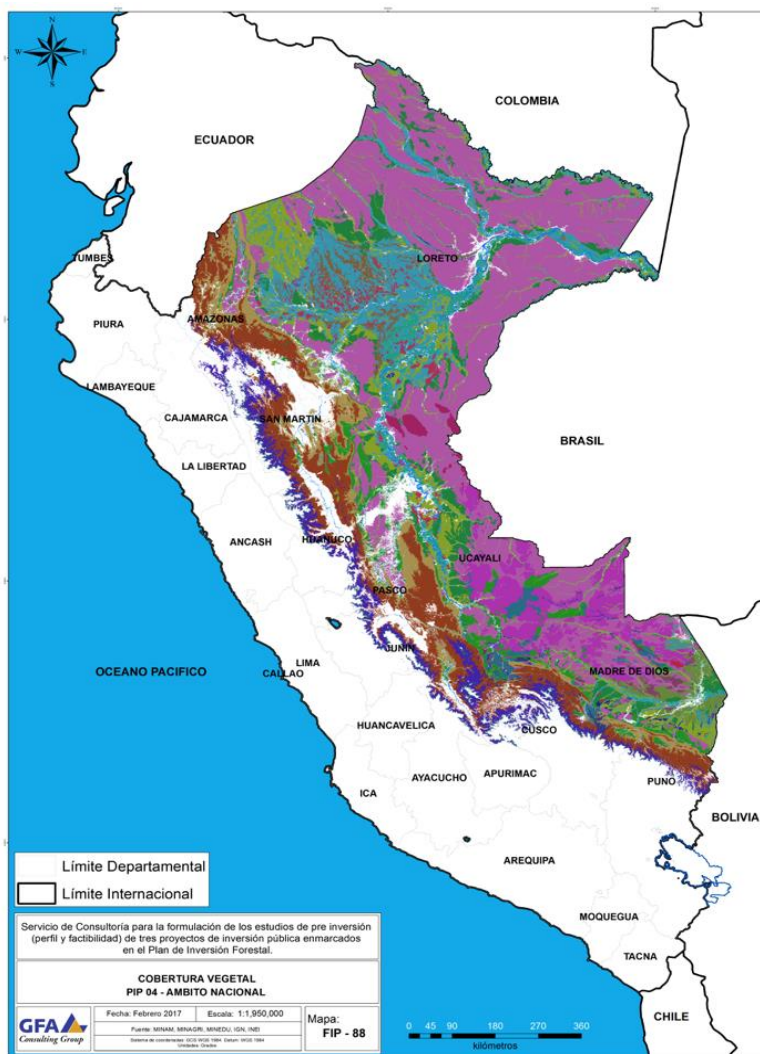 N
W E
S
COLOMBIA
ECUADOR
TUMBES
LORETO
PIURA
AMAZONAS
LAMBAYEQUE
CAJAMARCA
SAN MARTIN
BRASIL
LA LIBERTAD
ANCASH
HUANUCO
UCAYALI
PASCO
JUNIN
OCEANO PACIFICO
LIMA
CALLAO
MADRE DE DIOS
HUANCAVELICA
CUSCO
AYACUCHO
APURIMAC
PUNO
ICA
BOLIVIA
AREQUIPA
MOQUEGUA
TACNA
CHILE
Límite Departamental
Límite Internacional
Servicio de Consultoría para la formulación de los estudios de pre inversión
(perfil y factibilidad) de tres proyectos de inversión pública enmarcados
en el Plan de Inversión Forestal.
COBERTURA VEGETAL
PIP 04 - AMBITO NACIONAL
GFA
Consulting Group
Fecha: Febrero 2017 Escala: 1:1,950,000
Fuente: MINAM, MINAGRI, MINEDU, IGN, INEI
Mapa:
FIP - 88
0 45 90 180 270 360
kilómetros